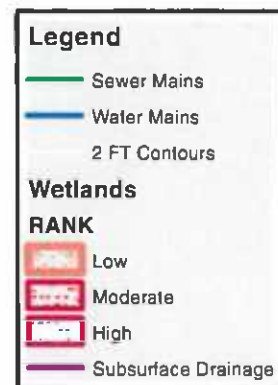 Legend
Sewer Mains
Water Mains
2 FT Contours
Wetlands
RANK
Low
Moderate
High
Subsurface Drainage